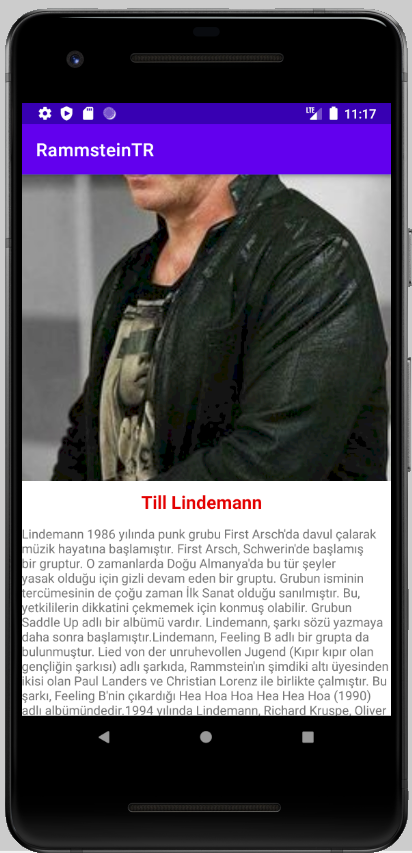 LTE 11:17
RammsteinTR
Till Lindemann
Lindemann 1986 yılında punk grubu First Arsch'da davul çalarak
müzik hayatına başlamıştır. First Arsch, Schwerin'de başlamış
bir gruptur. O zamanlarda Doğu Almanya'da bu tür şeyler
yasak olduğu için gizli devam eden bir gruptu. Grubun isminin
tercümesinin de çoğu zaman İlk Sanat olduğu sanılmıştır. Bu,
yetkililerin dikkatini çekmemek için konmuş olabilir. Grubun
Saddle Up adlı bir albümü vardır. Lindemann, şarkı sözü yazmaya
daha sonra başlamıştır.Lindemann, Feeling B adlı bir grupta da
bulunmuştur. Lied von der unruhevollen Jugend (Kıpır kıpır olan
gençliğin şarkısı) adlı şarkıda, Rammstein'ın şimdiki altı üyesinden
ikisi olan Paul Landers ve Christian Lorenz ile birlikte çalmıştır. Bu
şarkı, Feeling B'nin çıkardığı Hea Hoa Hoa Hea Hea Hoa (1990)
adlı albümündedir.1994 yılında Lindemann, Richard Kruspe, Oliver